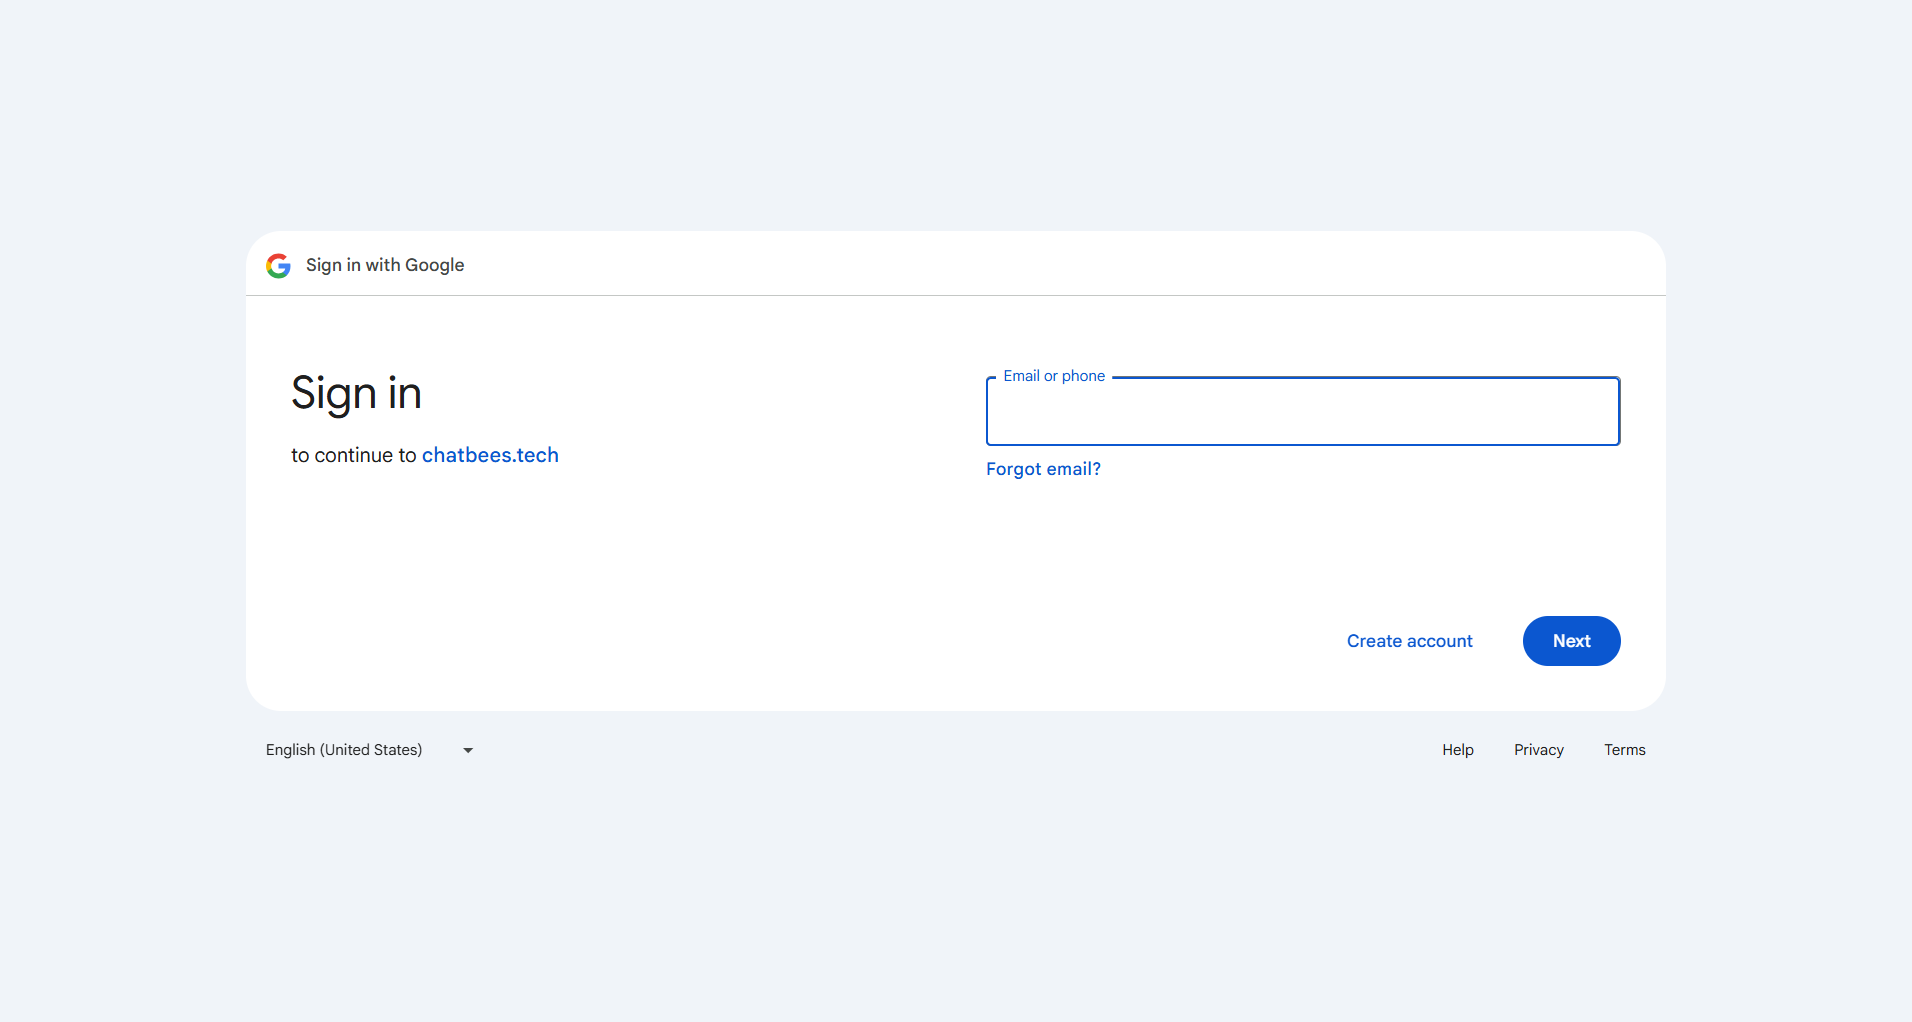 Sign in with Google
Sign in
to continue to chatbees.tech
Email or phone
Forgot email?
Create account
Next
English (United States)
Help
Privacy
Terms